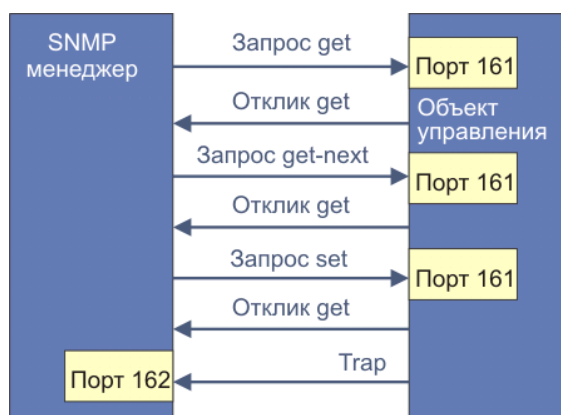 SNMP
менеджер
Запрос get
Порт 161
Отклик get
Объект
управления
Запрос get-next
Порт 161
Отклик get
Запрос set
Порт 161
Отклик get
Trap
Порт 162